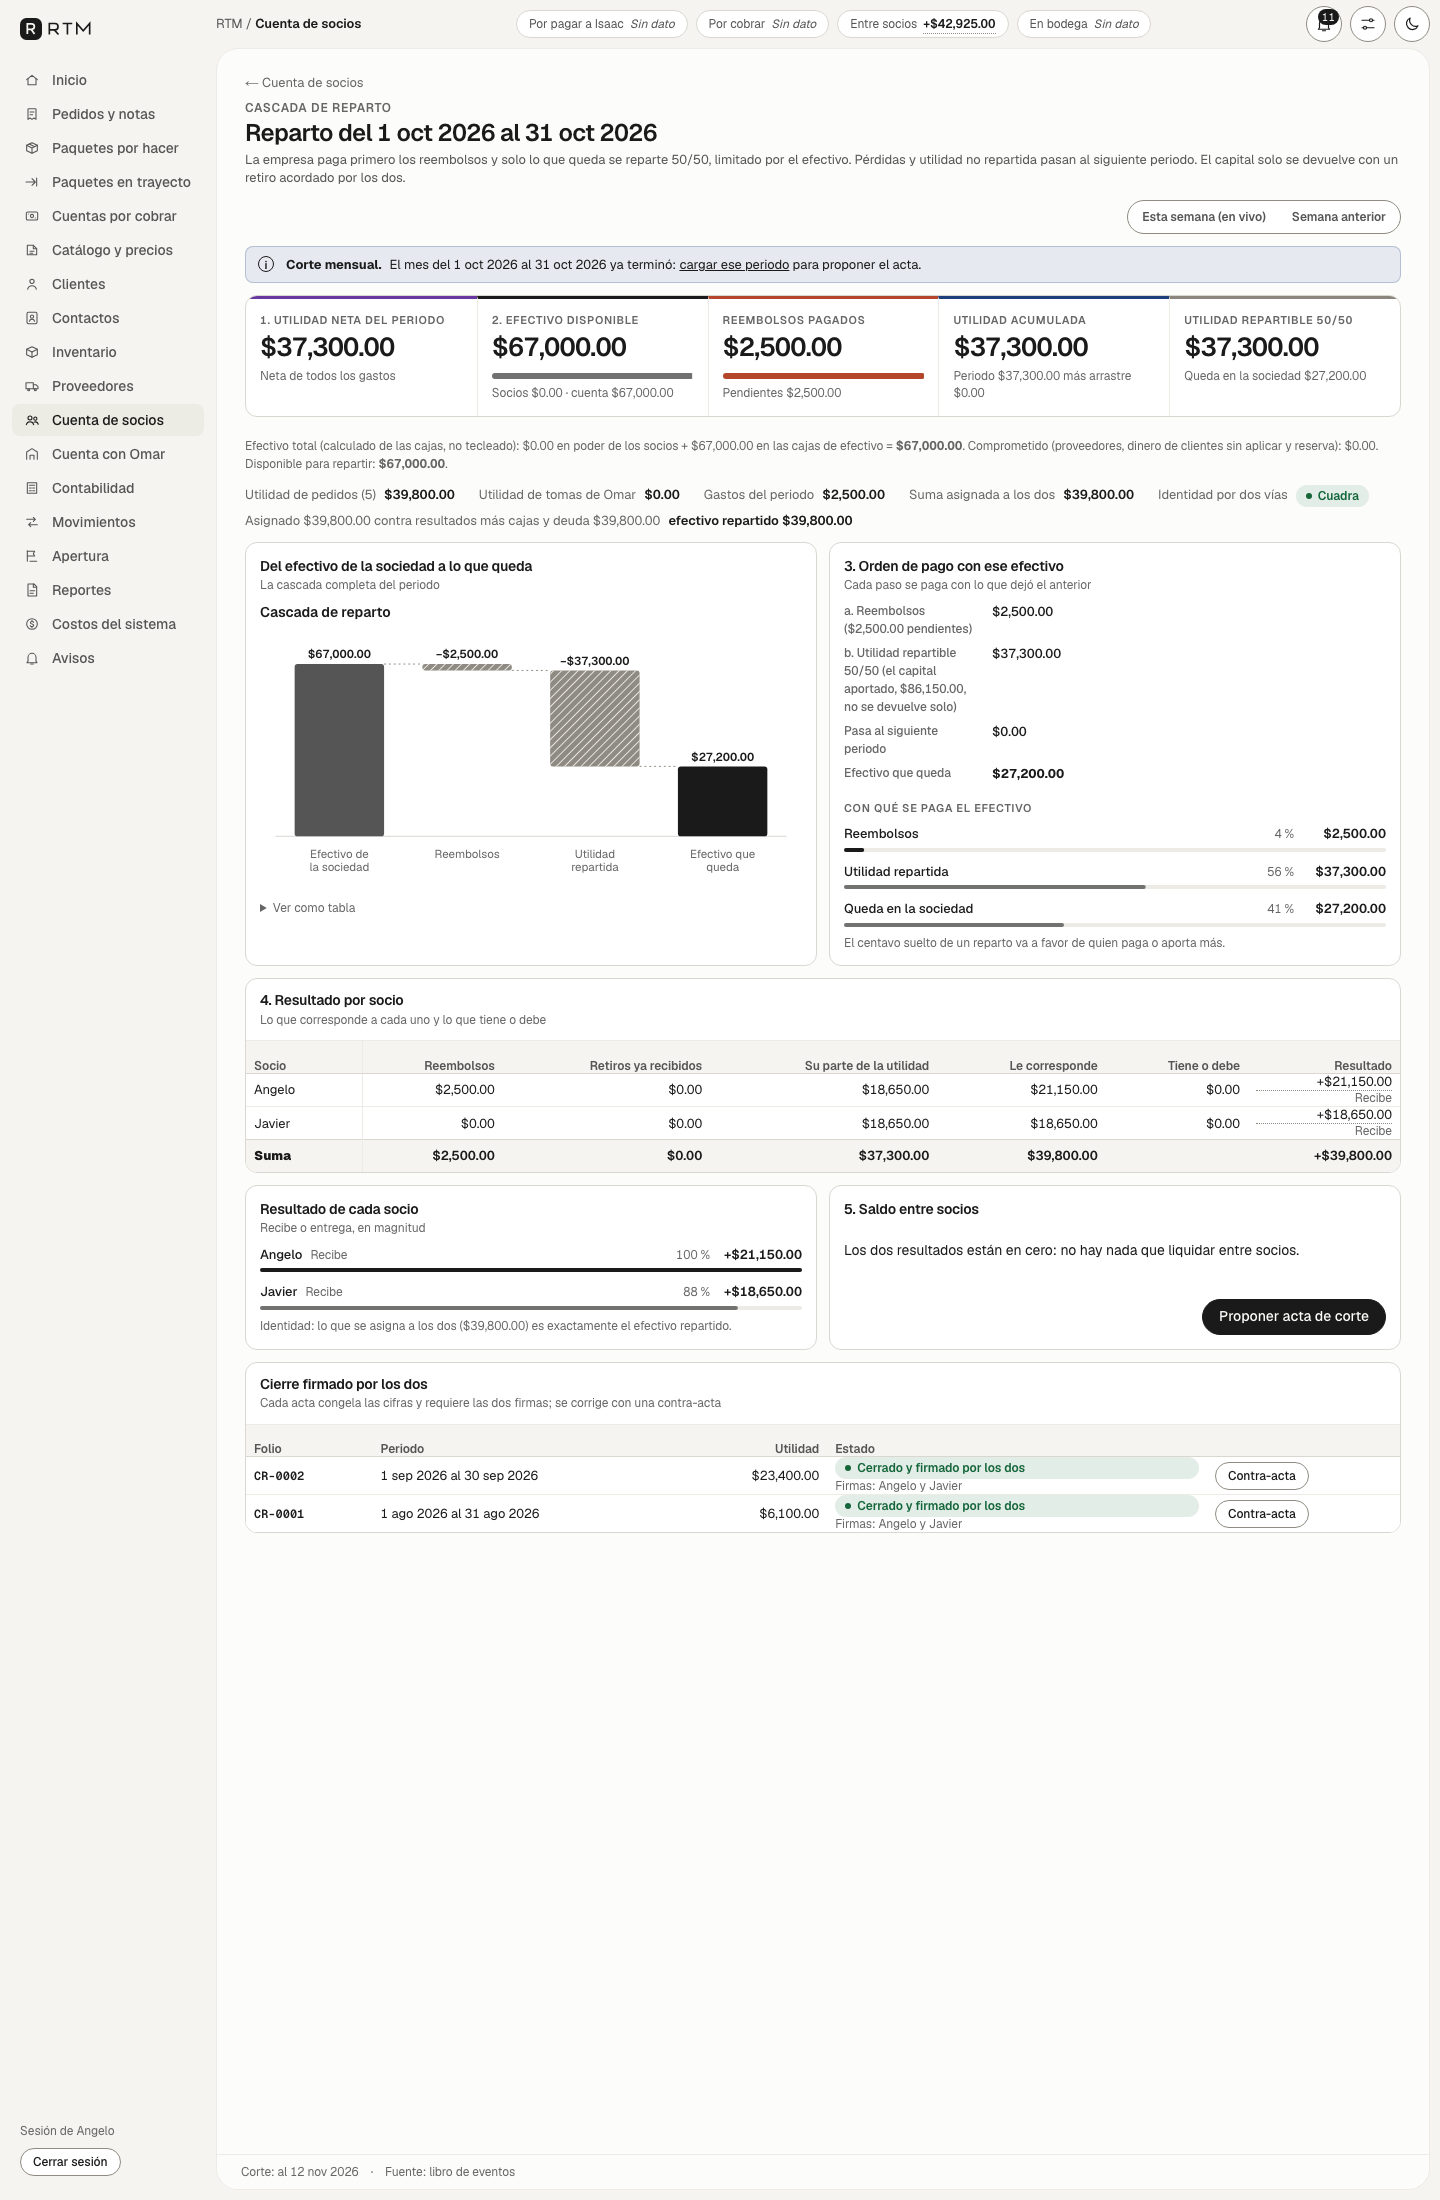 R RTM
RTM / Cuenta de socios
Por pagar a Isaac Sin dato
Por cobrar Sin dato
Entre socios +$42,925.00
En bodega Sin dato
11
Inicio
Pedidos y notas
Paquetes por hacer
Paquetes en trayecto
Cuentas por cobrar
Catálogo y precios
Clientes
Contactos
Inventario
Proveedores
Cuenta de socios
Cuenta con Omar
Contabilidad
Movimientos
Apertura
Reportes
Costos del sistema
Avisos
Sesión de Angelo
Cerrar sesión
← Cuenta de socios
CASCADA DE REPARTO
Reparto del 1 oct 2026 al 31 oct 2026
La empresa paga primero los reembolsos y solo lo que queda se reparte 50/50, limitado por el efectivo. Pérdidas y utilidad no repartida pasan al siguiente periodo. El capital solo se devuelve con un
retiro acordado por los dos.
Esta semana (en vivo) Semana anterior
Corte mensual. El mes del 1 oct 2026 al 31 oct 2026 ya terminó: cargar ese periodo para proponer el acta.
1. UTILIDAD NETA DEL PERIODO
$37,300.00
Neta de todos los gastos
2. EFECTIVO DISPONIBLE
$67,000.00
Socios $0.00 · cuenta $67,000.00
REEMBOLSOS PAGADOS
$2,500.00
Pendientes $2,500.00
UTILIDAD ACUMULADA
$37,300.00
Periodo $37,300.00 más arrastre
$0.00
UTILIDAD REPARTIBLE 50/50
$37,300.00
Queda en la sociedad $27,200.00
Efectivo total (calculado de las cajas, no tecleado): $0.00 en poder de los socios + $67,000.00 en las cajas de efectivo = $67,000.00. Comprometido (proveedores, dinero de clientes sin aplicar y reserva): $0.00.
Disponible para repartir: $67,000.00.
Utilidad de pedidos (5) $39,800.00 Utilidad de tomas de Omar $0.00 Gastos del periodo $2,500.00 Suma asignada a los dos $39,800.00 Identidad por dos vías Cuadra
Asignado $39,800.00 contra resultados más cajas y deuda $39,800.00 efectivo repartido $39,800.00
Del efectivo de la sociedad a lo que queda
La cascada completa del periodo
Cascada de reparto
$67,000.00
−$2,500.00
−$37,300.00
$27,200.00
Efectivo de
la sociedad
Reembolsos
Utilidad
repartida
Efectivo que
queda
Ver como tabla
3. Orden de pago con ese efectivo
Cada paso se paga con lo que dejó el anterior
a. Reembolsos $2,500.00
($2,500.00 pendientes)
b. Utilidad repartible $37,300.00
50/50 (el capital
aportado, $86,150.00,
no se devuelve solo)
Pasa al siguiente $0.00
periodo
Efectivo que queda $27,200.00
CON QUÉ SE PAGA EL EFECTIVO
Reembolsos 4 % $2,500.00
Utilidad repartida 56 % $37,300.00
Queda en la sociedad 41 % $27,200.00
El centavo suelto de un reparto va a favor de quien paga o aporta más.
4. Resultado por socio
Lo que corresponde a cada uno y lo que tiene o debe
Socio Reembolsos Retiros ya recibidos Su parte de la utilidad Le corresponde Tiene o debe Resultado
Angelo $2,500.00 $0.00 $18,650.00 $21,150.00 $0.00 +$21,150.00
Recibe
Javier $0.00 $0.00 $18,650.00 $18,650.00 $0.00 +$18,650.00
Recibe
Suma $2,500.00 $0.00 $37,300.00 $39,800.00 +$39,800.00
Resultado de cada socio
Recibe o entrega, en magnitud
Angelo Recibe 100 % +$21,150.00
Javier Recibe 88 % +$18,650.00
Identidad: lo que se asigna a los dos ($39,800.00) es exactamente el efectivo repartido.
5. Saldo entre socios
Los dos resultados están en cero: no hay nada que liquidar entre socios.
Proponer acta de corte
Cierre firmado por los dos
Cada acta congela las cifras y requiere las dos firmas; se corrige con una contra-acta
Folio Periodo Utilidad Estado
CR-0002 1 sep 2026 al 30 sep 2026 $23,400.00 Cerrado y firmado por los dos Contra-acta
Firmas: Angelo y Javier
CR-0001 1 ago 2026 al 31 ago 2026 $6,100.00 Cerrado y firmado por los dos Contra-acta
Firmas: Angelo y Javier
Corte: al 12 nov 2026 · Fuente: libro de eventos